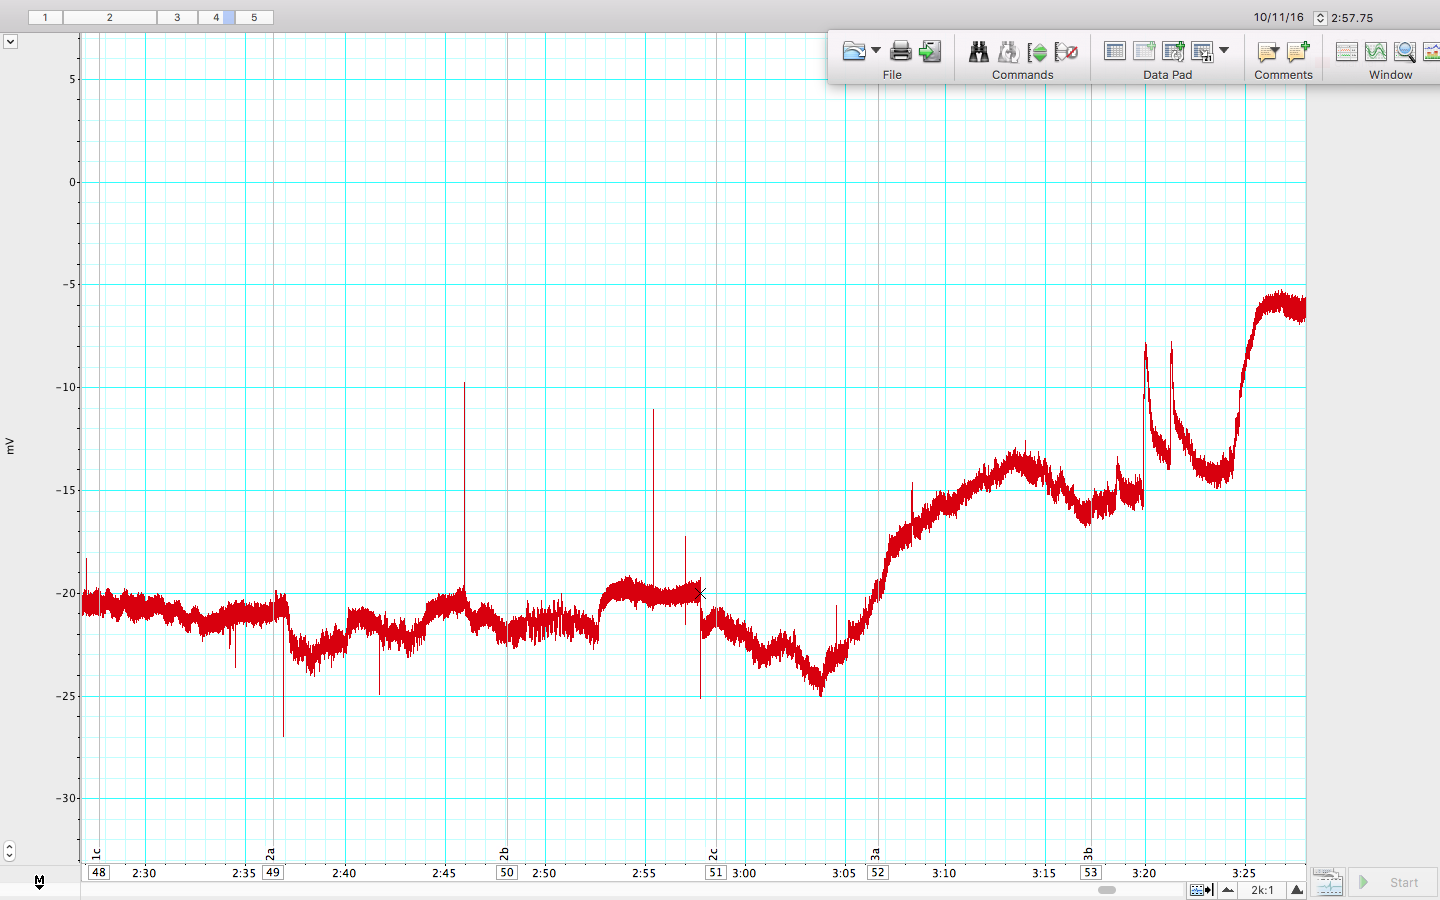 1 2 3 4 5
10/11/16 2:57.75
File Commands Data Pad Comments Window
5
0
−5
−10
mV
−15
−20
−25
−30
1c 2a 2b 2c 3a 3b
48 2:30 2:35 49 2:40 2:45 50 2:50 2:55 51 3:00 3:05 52 3:10 3:15 53 3:20 3:25
M
2k:1
Start